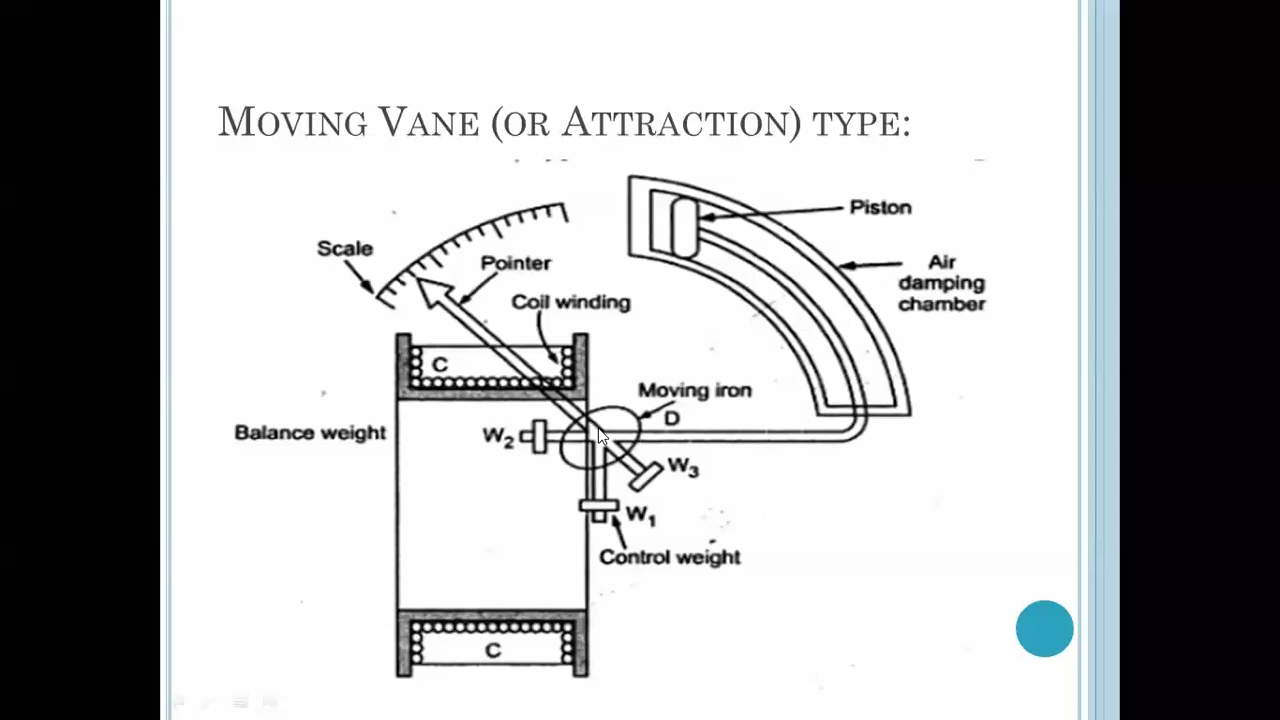 MOVING VANE (OR ATTRACTION) TYPE:
Piston
Scale
Pointer
Air
damping
chamber
Coil winding
C
Moving iron
D
Balance weight
W2
W3
W1
Control weight
C